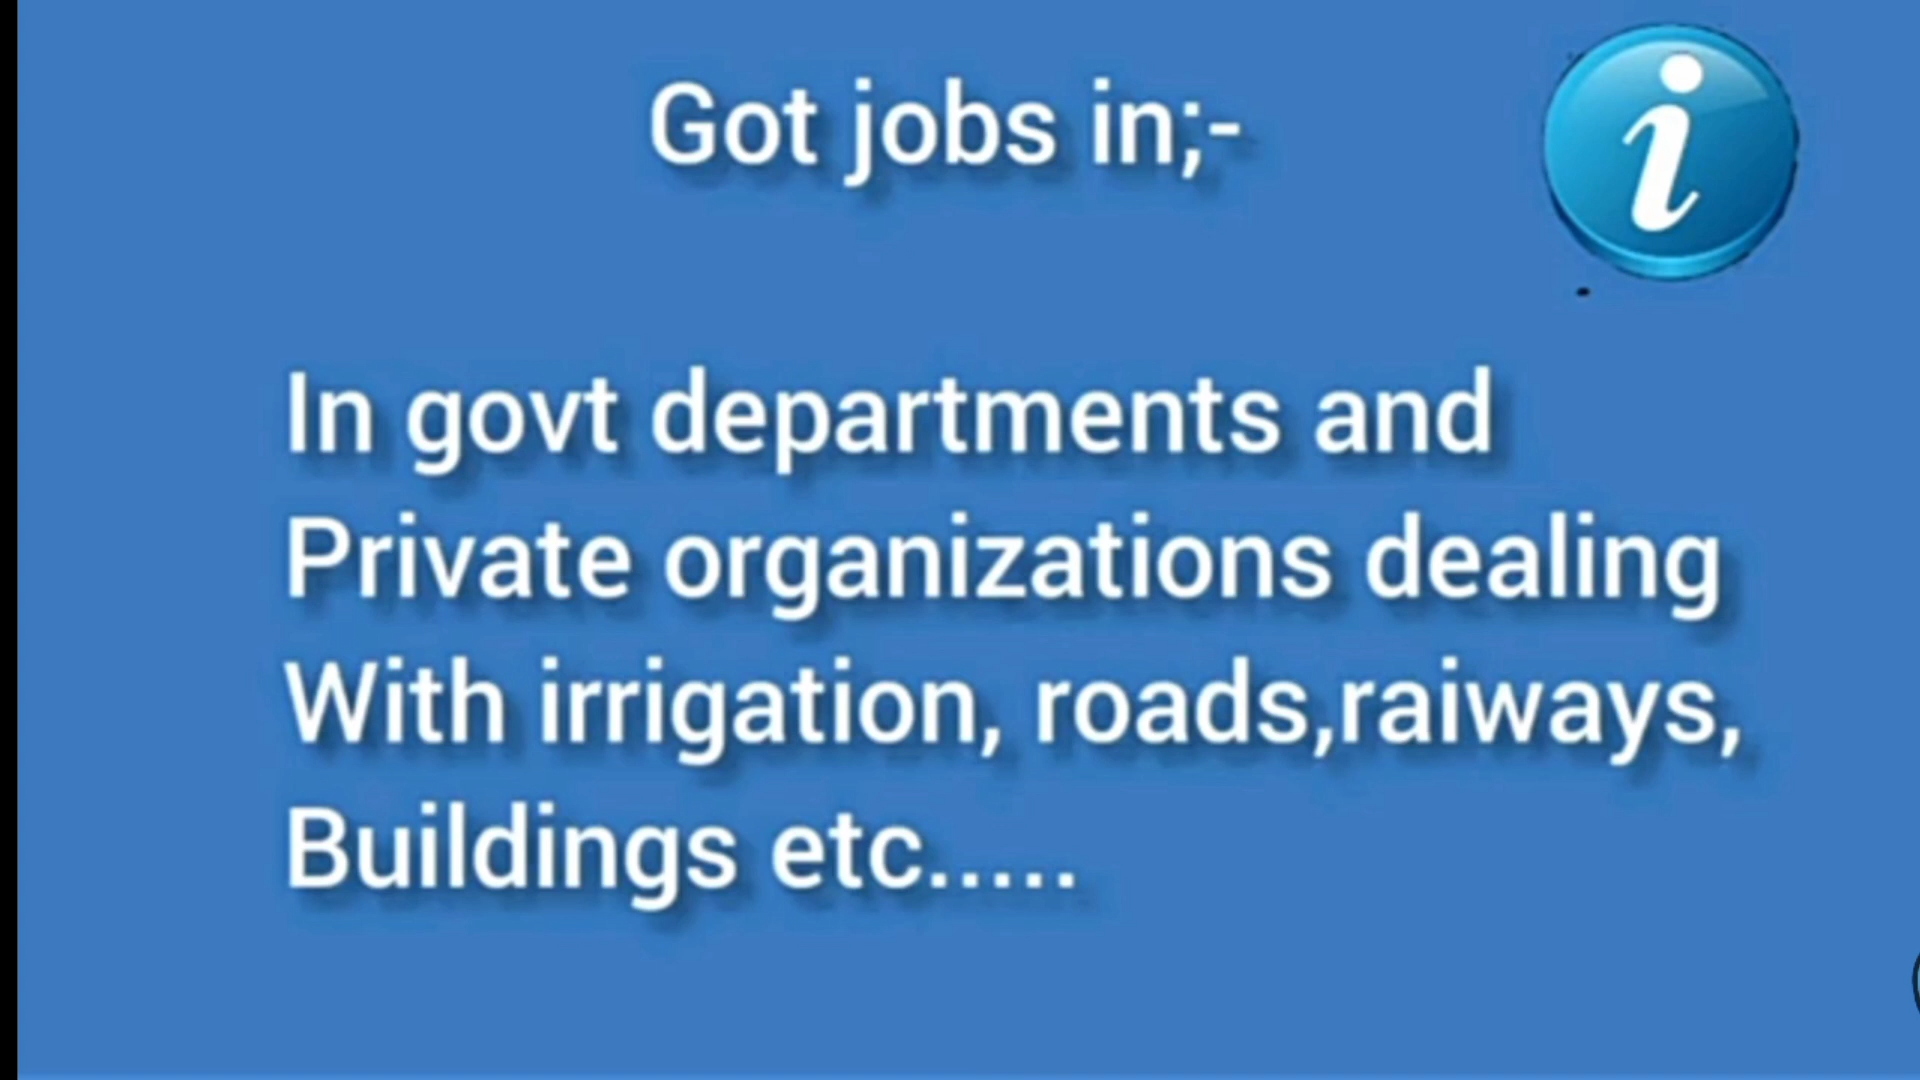 Got jobs in;-
i
In govt departments and
Private organizations dealing
With irrigation, roads,raiways,
Buildings etc.....